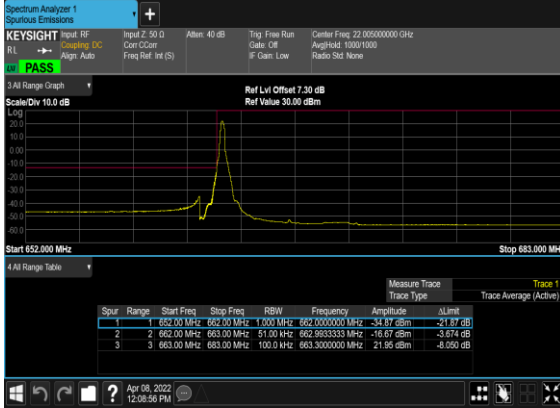 Spectrum Analyzer 1
Spurious Emissions
KEYSIGHT Input: RF Input Z: 50 Ω Atten: 40 dB Trig: Free Run Center Freq: 22.005000000 GHz
RL Coupling: DC Corr CCorr Gate: Off Avg|Hold: 1000/1000
Align: Auto Freq Ref: Int (S) IF Gain: Low Radio Std: None
PASS
3.All Range Graph
Ref Lvl Offset 7.30 dB
Scale/Div 10.0 dB Ref Value 30.00 dBm
Log
20.0
10.0
0.00
-10.0
-20.0
-30.0
-40.0
-50.0
-60.0
Start 652.000 MHz Stop 683.000 MH
4.All Range Table
Measure Trace Trace 1
Trace Type Trace Average (Active)
Spur Range Start Freq Stop Freq RBW Frequency Amplitude ΔLimit
1 1 652.00 MHz 662.00 MHz 1.000 MHz 662.0000000 MHz -34.87 dBm -21.87 dB
2 2 662.00 MHz 663.00 MHz 51.00 kHz 662.9933333 MHz -16.67 dBm -3.674 dB
3 3 663.00 MHz 683.00 MHz 100.0 kHz 663.3000000 MHz 21.95 dBm -8.050 dB
? Apr 08, 2022
12:08:56 PM